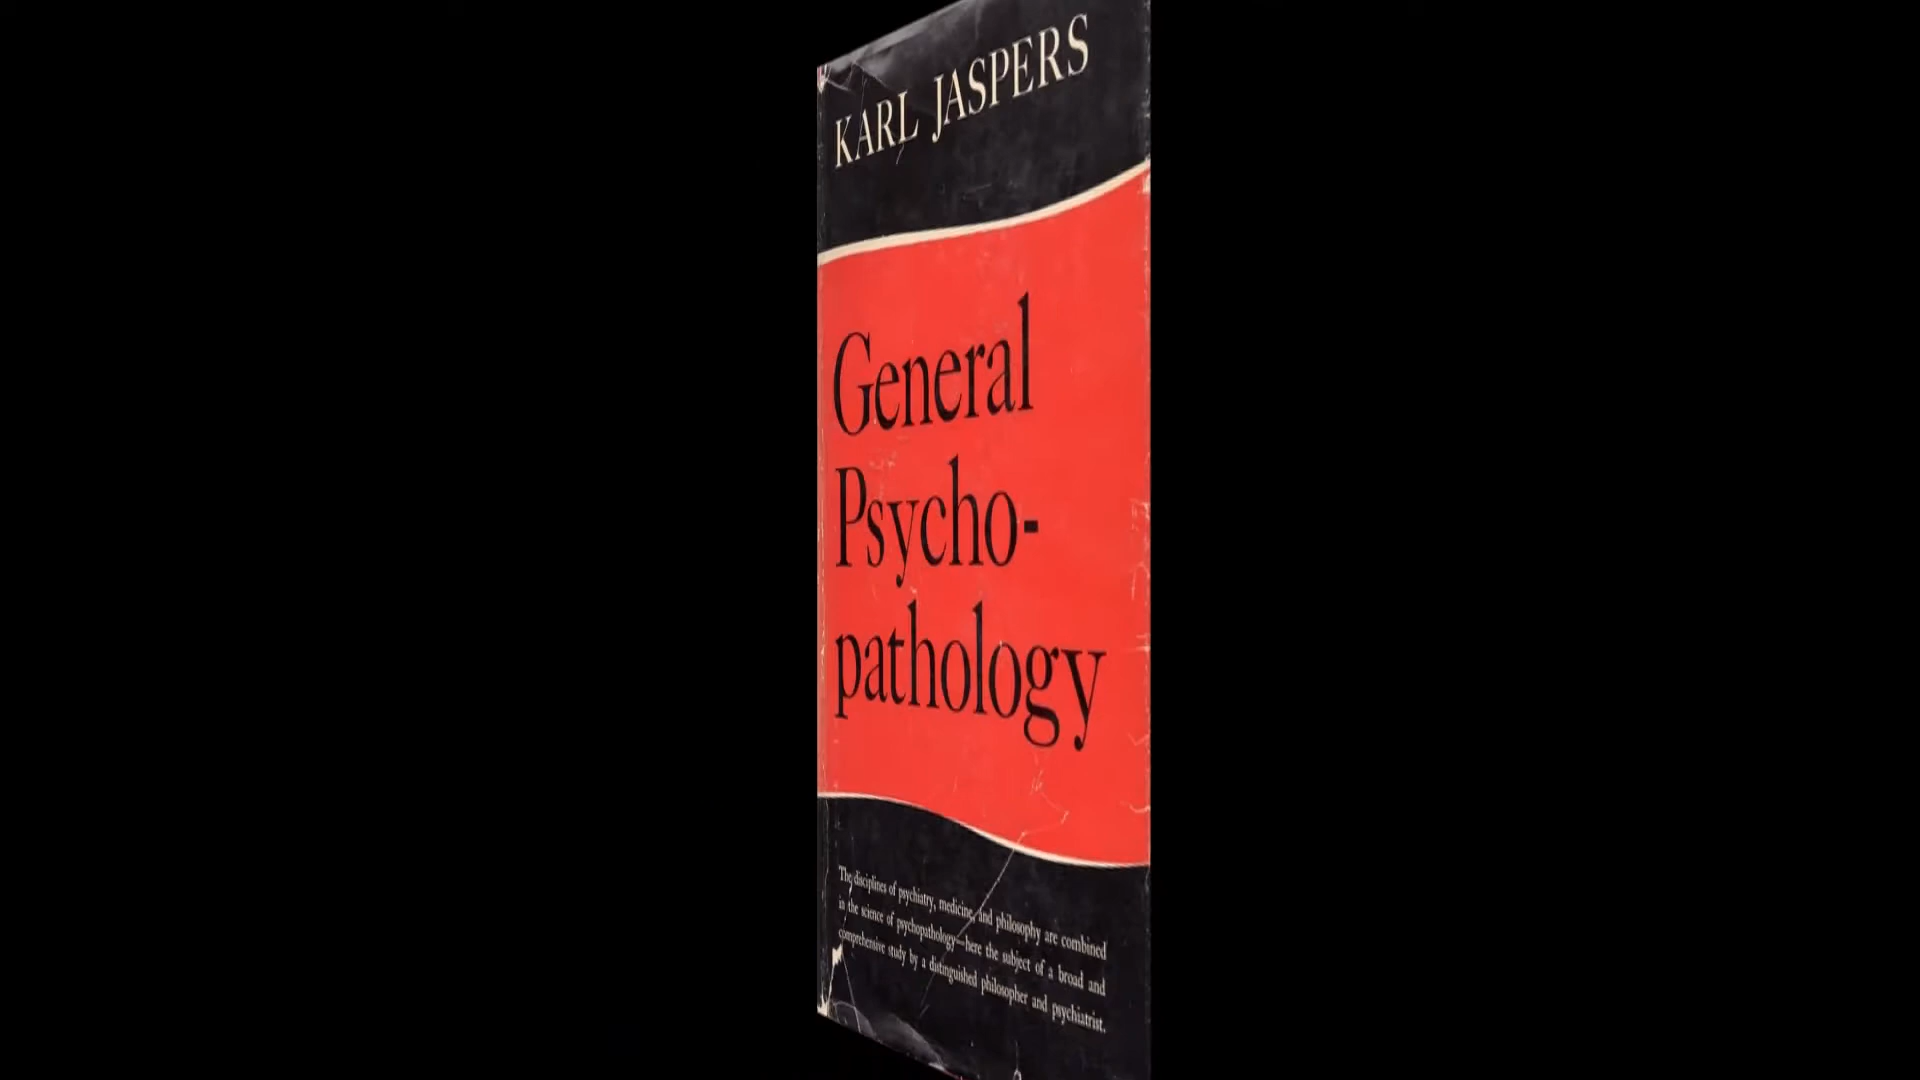 KARL JASPERS
General
Psycho-
pathology
The disciplines of psychiatry, medicine, and philosophy are combined
in the science of psychopathology—here the subject of a broad and
comprehensive study by a distinguished philosopher and psychiatrist.